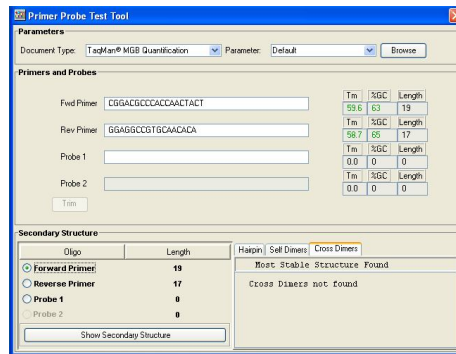 Primer Probe Test Tool
Parameters
Document Type: TaqMan® MGB Quantification Parameter: Default Browse
Primers and Probes
Tm %GC Length
Fwd Primer CGGACGCCCACCAACTACT 59.6 63 19
Tm %GC Length
Rev Primer GGAGGCCGTGCAACACA 58.7 65 17
Tm %GC Length
Probe 1 0.0 0 0
Tm %GC Length
Probe 2 0.0 0 0
Trim
Secondary Structure
Oligo Length Hairpin Self Dimers Cross Dimers
Forward Primer 19 Most Stable Structure Found
Reverse Primer 17 Cross Dimers not found
Probe 1 0
Probe 2 0
Show Secondary Structure